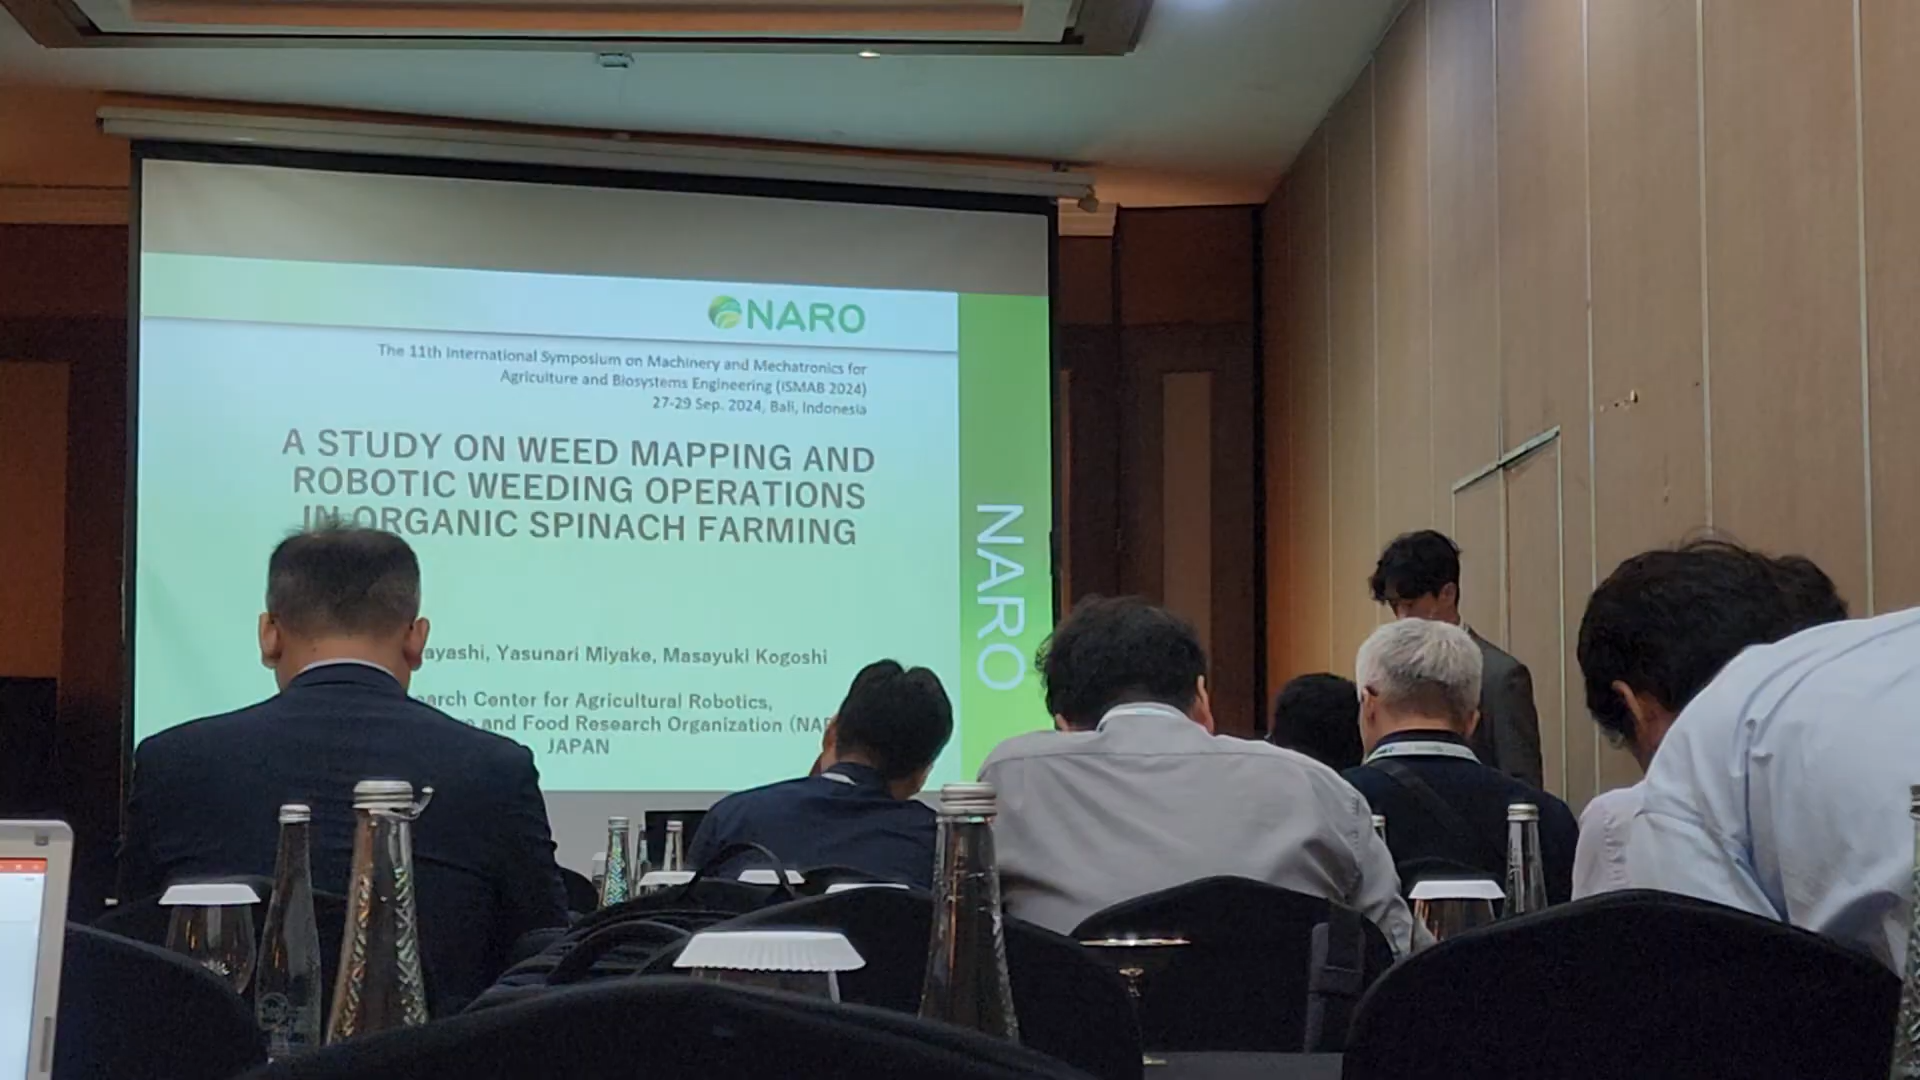 NARO
The 11th International Symposium on Machinery and Mechatronics for
Agriculture and Biosystems Engineering (ISMAB 2024)
27-29 Sep. 2024, Bali, Indonesia
A STUDY ON WEED MAPPING AND
ROBOTIC WEEDING OPERATIONS
IN ORGANIC SPINACH FARMING
ayashi, Yasunari Miyake, Masayuki Kogoshi
arch Center for Agricultural Robotics,
and Food Research Organization (NAR
JAPAN
NARO